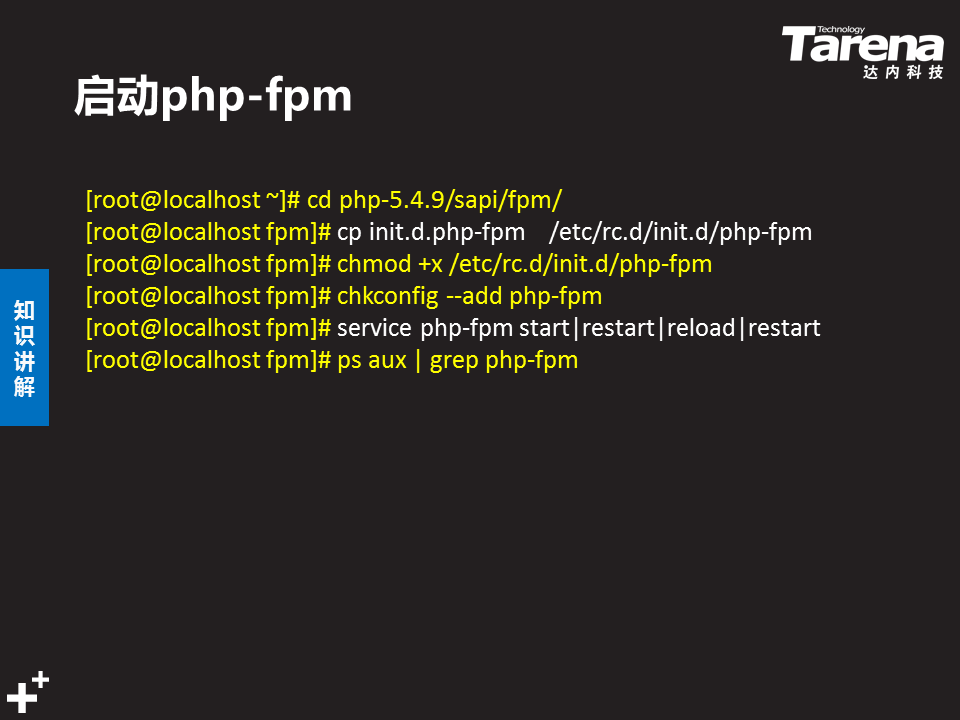 Technology
Tarena
达内科技
启动php-fpm
[root@localhost ~]# cd php-5.4.9/sapi/fpm/
[root@localhost fpm]# cp init.d.php-fpm /etc/rc.d/init.d/php-fpm
[root@localhost fpm]# chmod +x /etc/rc.d/init.d/php-fpm
[root@localhost fpm]# chkconfig --add php-fpm
[root@localhost fpm]# service php-fpm start|restart|reload|restart
[root@localhost fpm]# ps aux | grep php-fpm
知
识
讲
解